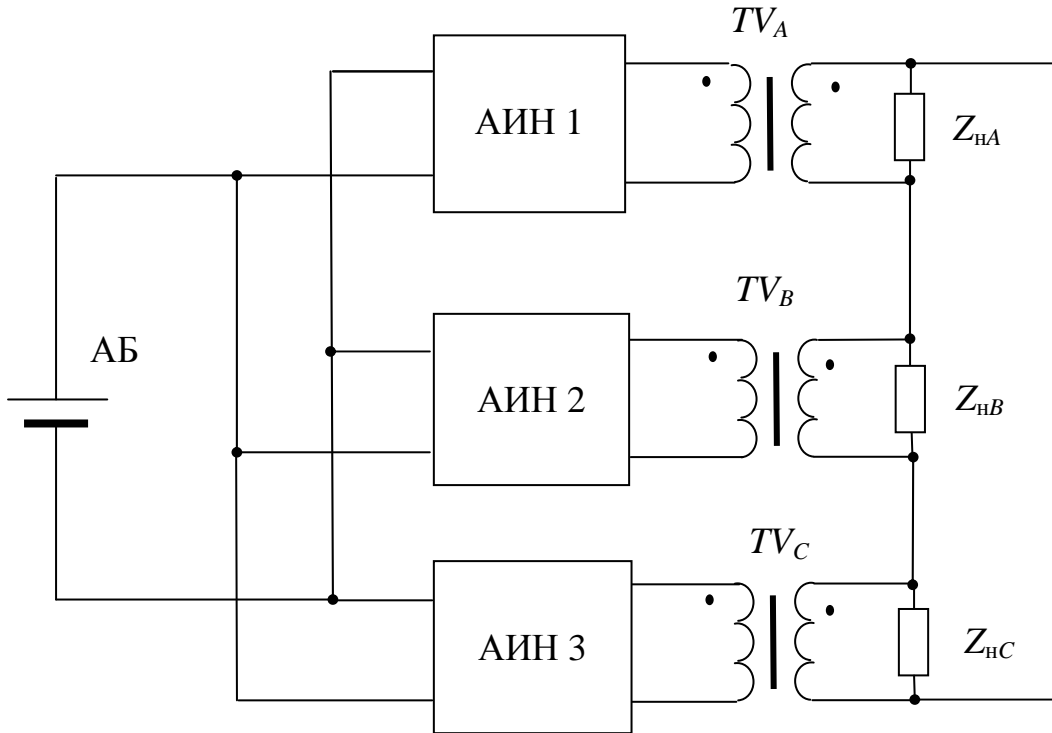 TV_A
АИН 1
Z_нA
TV_B
АБ
АИН 2
Z_нB
TV_C
АИН 3
Z_нC